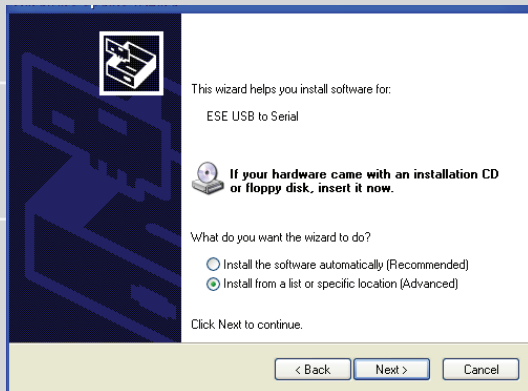 This wizard helps you install software for:
ESE USB to Serial
If your hardware came with an installation CD
or floppy disk, insert it now.
What do you want the wizard to do?
Install the software automatically (Recommended)
Install from a list or specific location (Advanced)
Click Next to continue.
< Back Next > Cancel